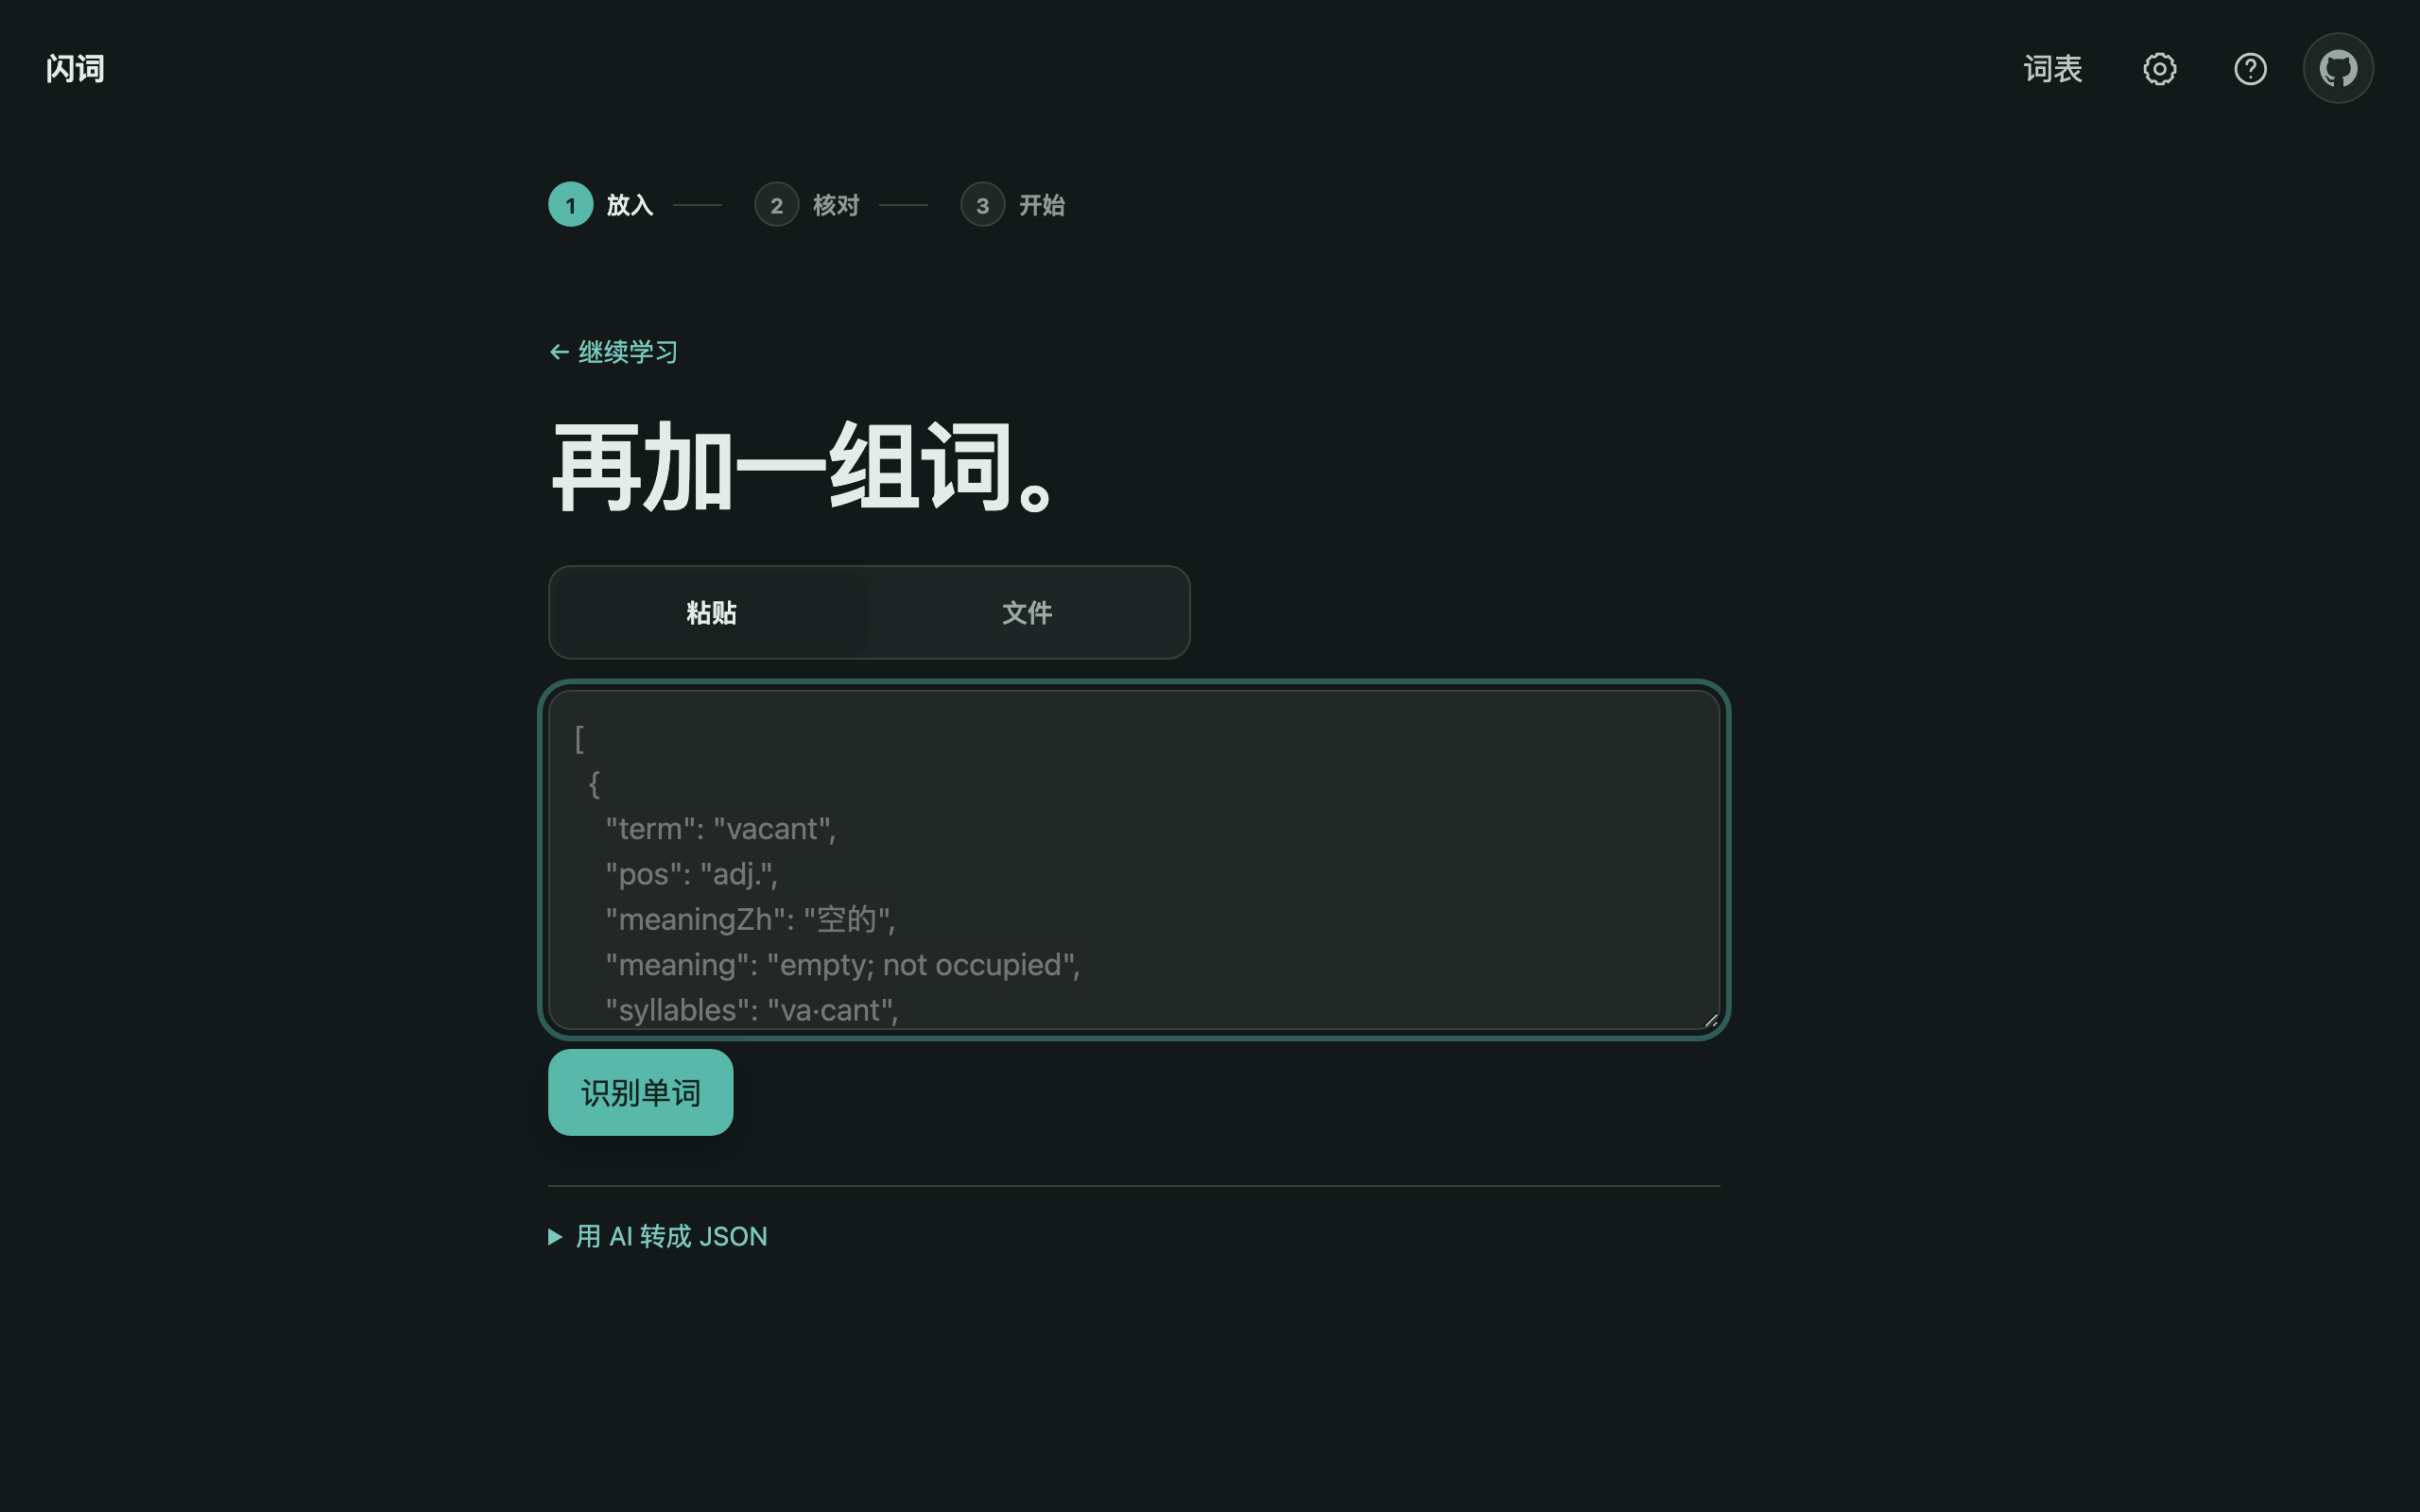 闪词
词表
1 放入
2 核对
3 开始
← 继续学习
再加一组词。
粘贴
文件
[
{
"term": "vacant",
"pos": "adj.",
"meaningZh": "空的",
"meaning": "empty; not occupied",
"syllables": "va·cant",
识别单词
▶ 用 AI 转成 JSON